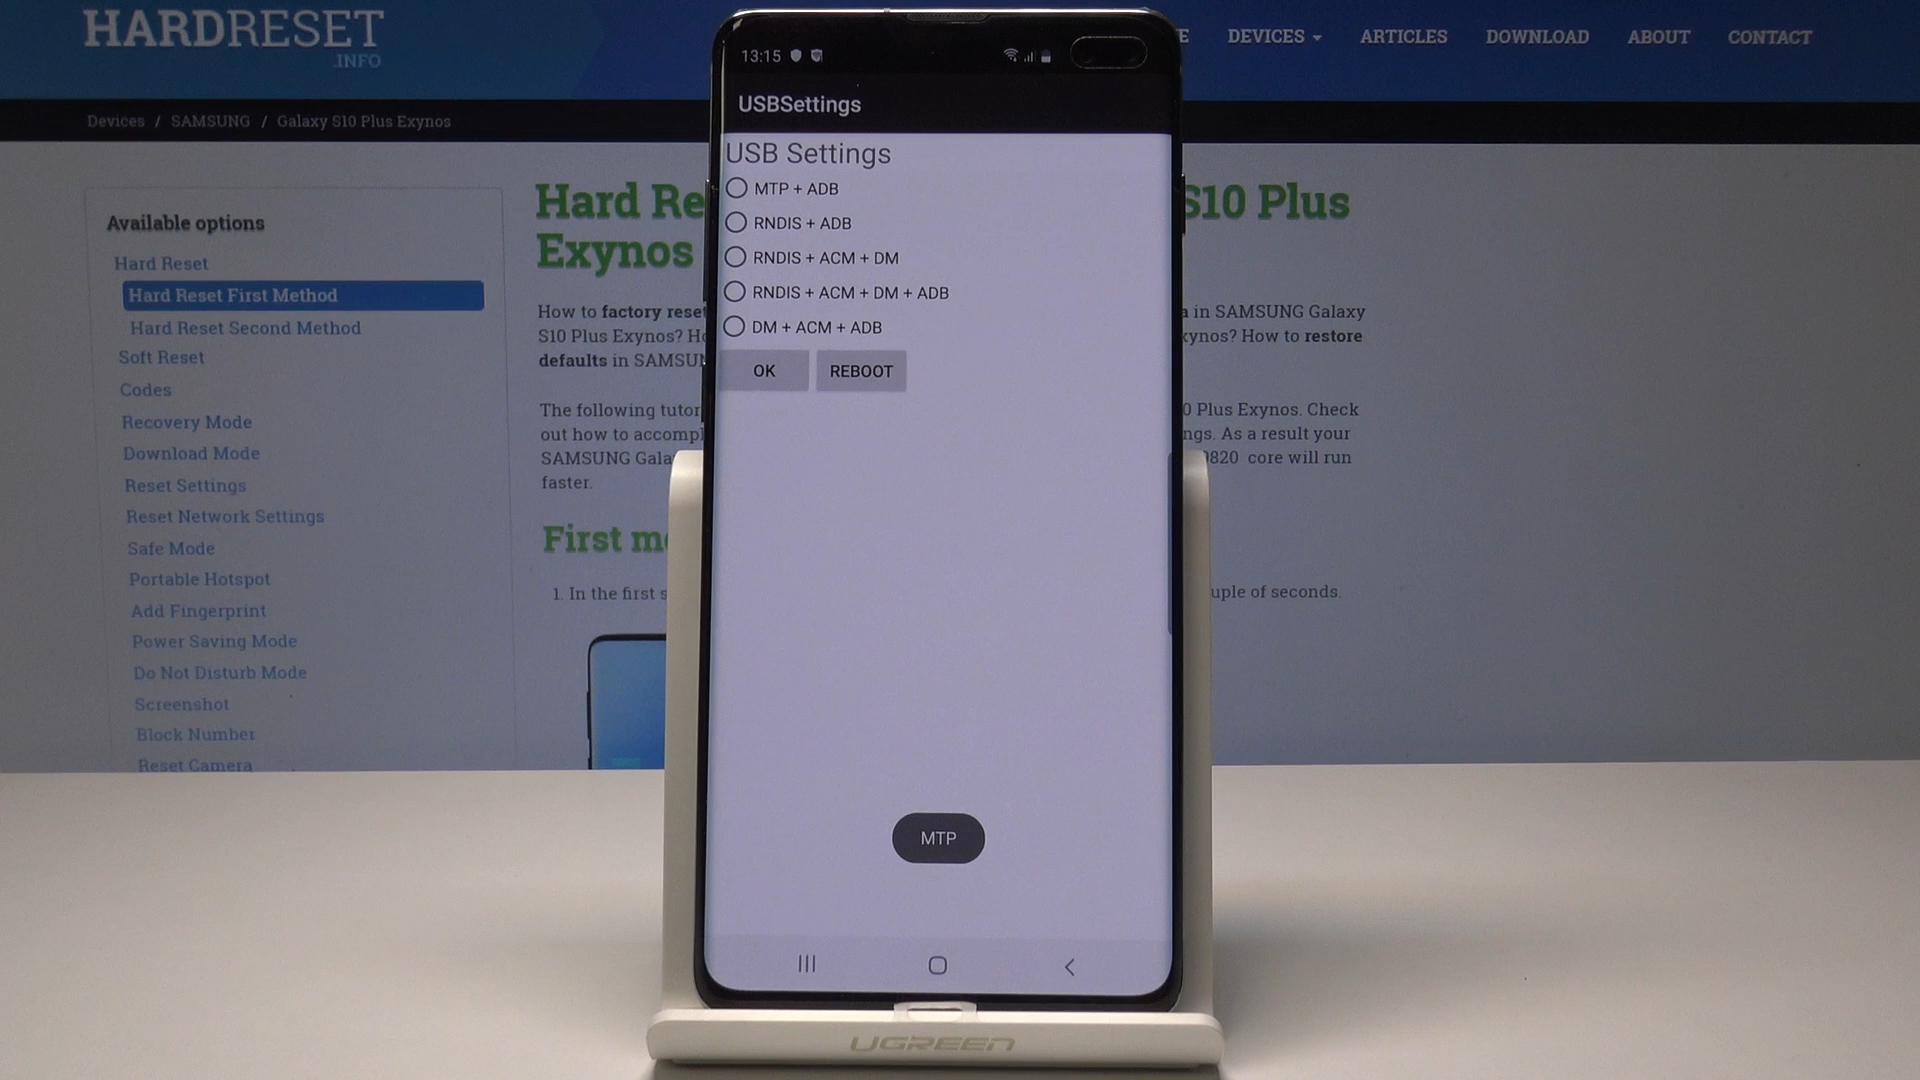 HARDRESET
.INFO
DEVICES
ARTICLES
DOWNLOAD
ABOUT
CONTACT
Devices / SAMSUNG / Galaxy S10 Plus Exynos
Available options
Hard Reset
Hard Reset First Method
Hard Reset Second Method
Soft Reset
Codes
Recovery Mode
Download Mode
Reset Settings
Reset Network Settings
Safe Mode
Portable Hotspot
Add Fingerprint
Power Saving Mode
Do Not Disturb Mode
Screenshot
Block Number
Reset Camera
Hard Re S10 Plus
Exynos
How to factory reset in SAMSUNG Galaxy
S10 Plus Exynos? How to restore
defaults in
The following 0 Plus Exynos. Check
out how to ngs. As a result your
SAMSUNG 820 core will run
faster.
First
1. In the first uple of seconds.
13:15
USBSettings
USB Settings
MTP + ADB
RNDIS + ADB
RNDIS + ACM + DM
RNDIS + ACM + DM + ADB
DM + ACM + ADB
OK REBOOT
MTP
UGREEN